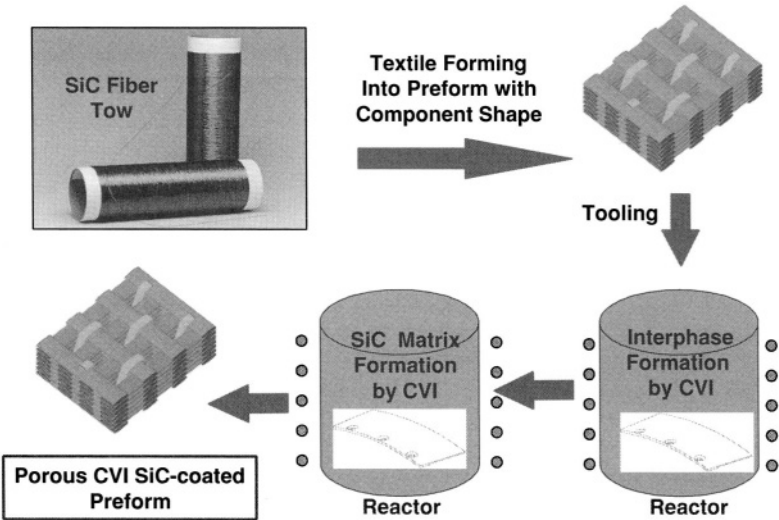 SiC Fiber
Tow
Textile Forming
Into Preform with
Component Shape
Tooling
Interphase
Formation
by CVI
Reactor
SiC Matrix
Formation
by CVI
Reactor
Porous CVI SiC-coated
Preform